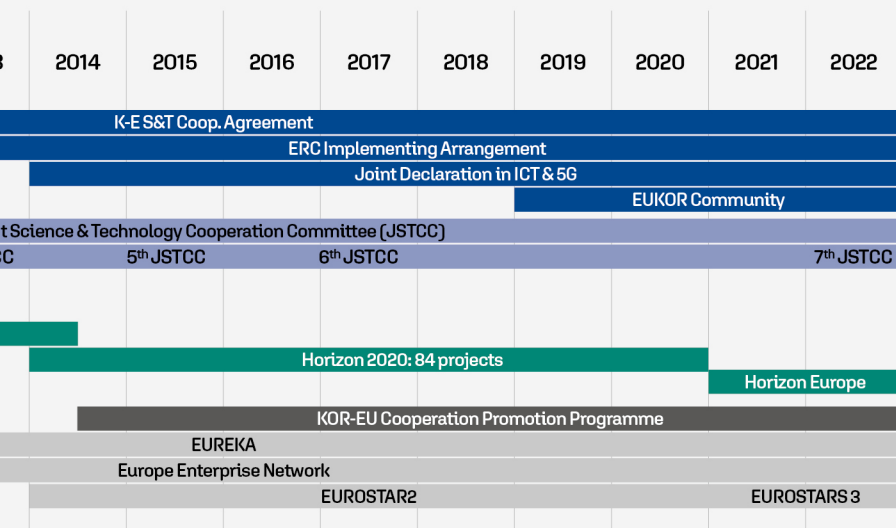 3 2014 2015 2016 2017 2018 2019 2020 2021 2022
K-E S&T Coop. Agreement
ERC Implementing Arrangement
Joint Declaration in ICT & 5G
EUKOR Community
t Science & Technology Cooperation Committee (JSTCC)
CC 5th JSTCC 6th JSTCC 7th JSTCC
Horizon 2020: 84 projects
Horizon Europe
KOR-EU Cooperation Promotion Programme
EUREKA
Europe Enterprise Network
EUROSTAR2 EUROSTARS 3